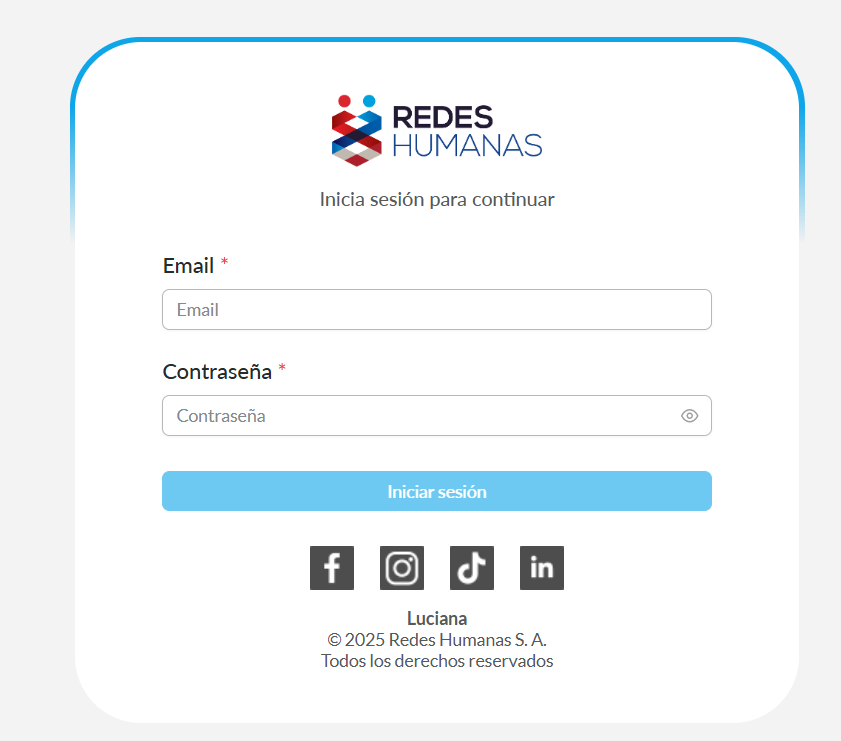 REDES
HUMANAS
Inicia sesión para continuar
Email *
Email
Contraseña *
Contraseña
Iniciar sesión
Luciana
© 2025 Redes Humanas S. A.
Todos los derechos reservados